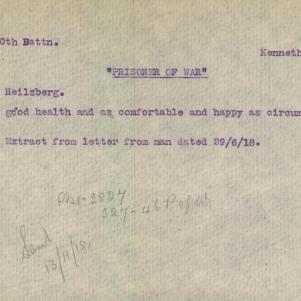 0th Battn.
Kenneth
"PRISONER OF WAR"
Heilsberg.
good health and as comfortable and happy as circum
Extract from letter from man dated 29/6/18.
2827
Sent
13/11/18.